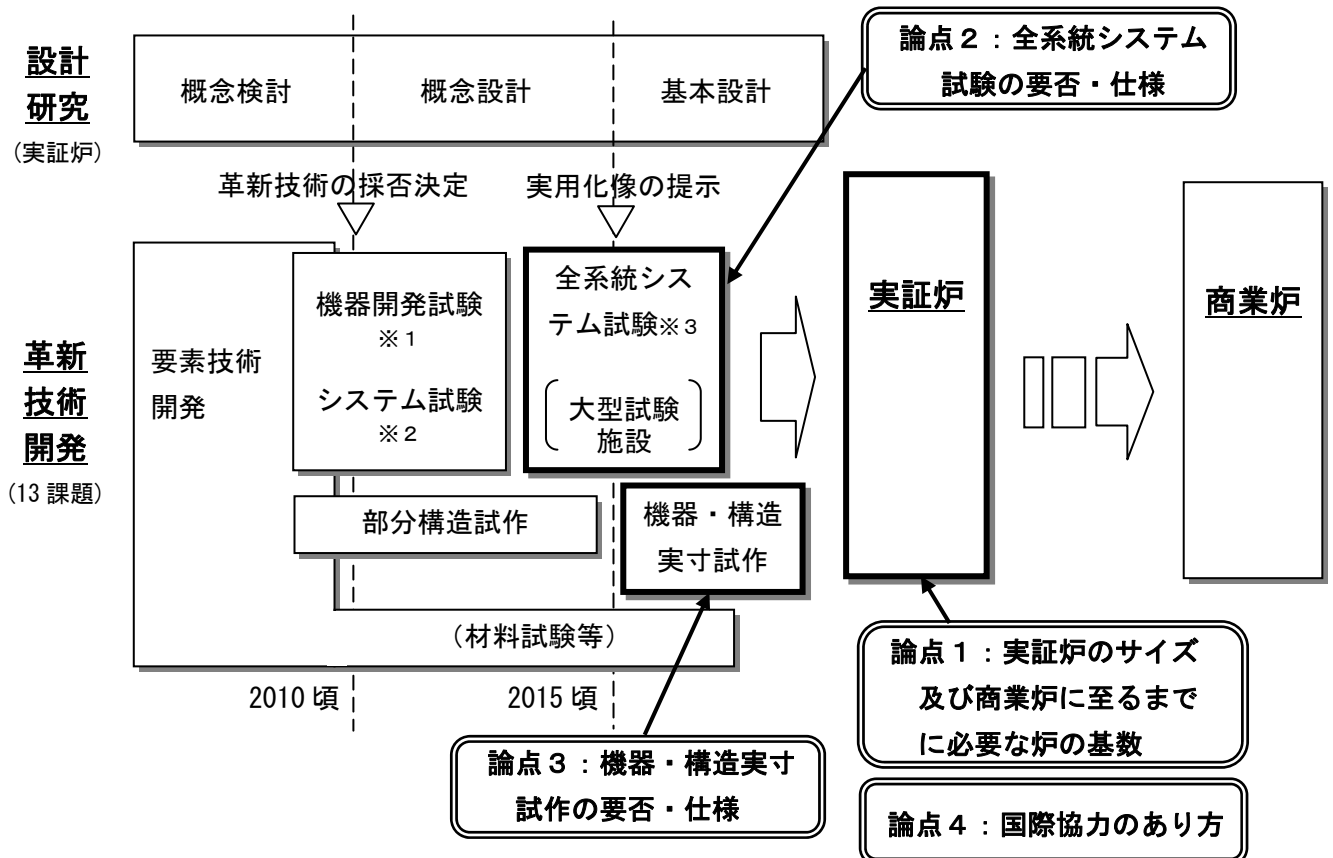 設計
研究
(実証炉)
概念検討
概念設計
基本設計
論点2：全系統システム
試験の要否・仕様
革新技術の採否決定
実用化像の提示
革新
技術
開発
(13 課題)
要素技術
開発
機器開発試験
※1
システム試験
※2
全系統シス
テム試験※3
大型試験
施設
部分構造試作
機器・構造
実寸試作
(材料試験等)
実証炉
商業炉
2010 頃
2015 頃
論点3：機器・構造実寸
試作の要否・仕様
論点1：実証炉のサイズ
及び商業炉に至るまで
に必要な炉の基数
論点4：国際協力のあり方